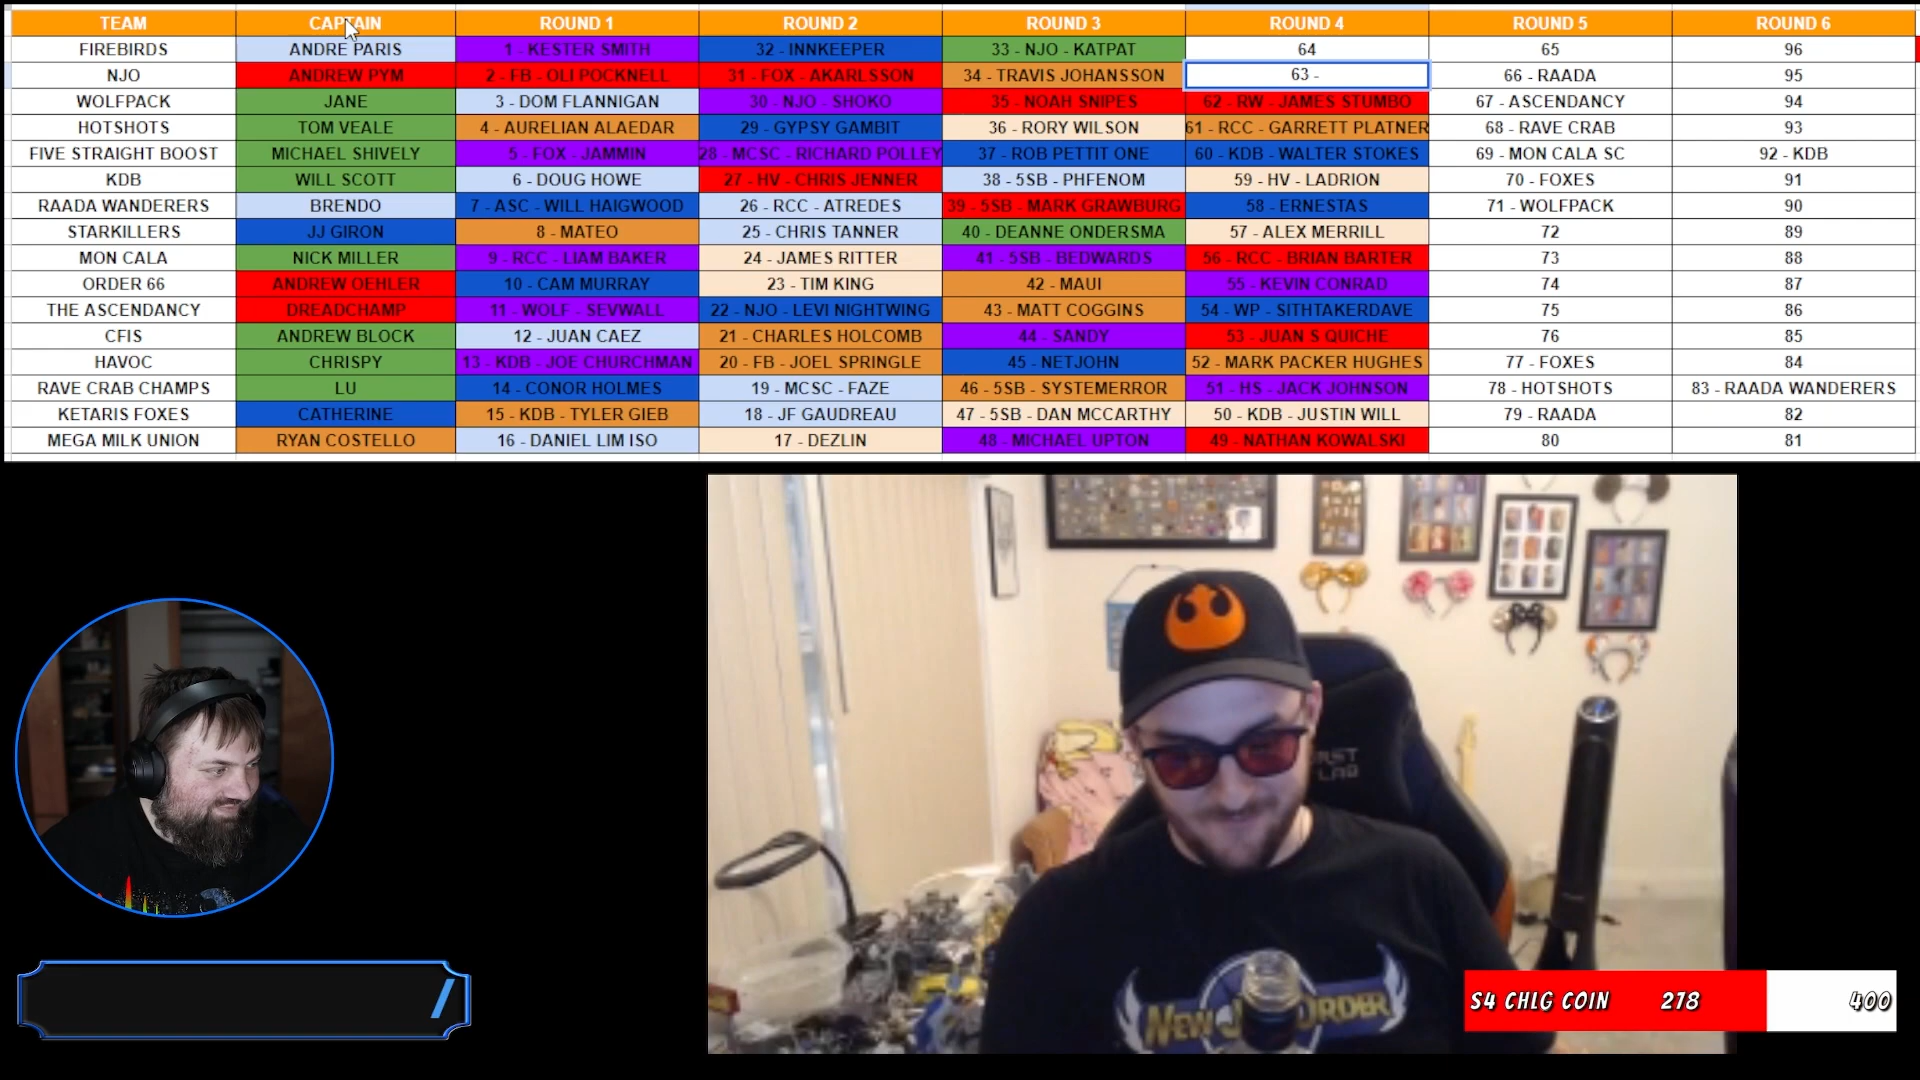 TEAM CAPTAIN ROUND 1 ROUND 2 ROUND 3 ROUND 4 ROUND 5 ROUND 6
FIREBIRDS ANDRE PARIS 1 - KESTER SMITH 32 - INNKEEPER 33 - NJO - KATPAT 64 65 96
NJO ANDREW PYM 2 - FB - OLI POCKNELL 31 - FOX - AKARLSSON 34 - TRAVIS JOHANSSON 63 - 66 - RAADA 95
WOLFPACK JANE 3 - DOM FLANNIGAN 30 - NJO - SHOKO 35 - NOAH SNIPES 62 - RW - JAMES STUMBO 67 - ASCENDANCY 94
HOTSHOTS TOM VEALE 4 - AURELIAN ALAEDAR 29 - GYPSY GAMBIT 36 - RORY WILSON 61 - RCC - GARRETT PLATNER 68 - RAVE CRAB 93
FIVE STRAIGHT BOOST MICHAEL SHIVELY 5 - FOX - JAMMIN 28 - MCSC - RICHARD POLLEY 37 - ROB PETTIT ONE 60 - KDB - WALTER STOKES 69 - MON CALA SC 92 - KDB
KDB WILL SCOTT 6 - DOUG HOWE 27 - HV - CHRIS JENNER 38 - 5SB - PHFENOM 59 - HV - LADRION 70 - FOXES 91
RAADA WANDERERS BRENDO 7 - ASC - WILL HAIGWOOD 26 - RCC - ATREDES 39 - 5SB - MARK GRAWBURG 58 - ERNESTAS 71 - WOLFPACK 90
STARKILLERS JJ GIRON 8 - MATEO 25 - CHRIS TANNER 40 - DEANNE ONDERSMA 57 - ALEX MERRILL 72 89
MON CALA NICK MILLER 9 - RCC - LIAM BAKER 24 - JAMES RITTER 41 - 5SB - BEDWARDS 56 - RCC - BRIAN BARTER 73 88
ORDER 66 ANDREW OEHLER 10 - CAM MURRAY 23 - TIM KING 42 - MAUI 55 - KEVIN CONRAD 74 87
THE ASCENDANCY DREADCHAMP 11 - WOLF - SEVWALL 22 - NJO - LEVI NIGHTWING 43 - MATT COGGINS 54 - WP - SITHTAKERDAVE 75 86
CFIS ANDREW BLOCK 12 - JUAN CAEZ 21 - CHARLES HOLCOMB 44 - SANDY 53 - JUAN S QUICHE 76 85
HAVOC CHRISPY 13 - KDB - JOE CHURCHMAN 20 - FB - JOEL SPRINGLE 45 - NETJOHN 52 - MARK PACKER HUGHES 77 - FOXES 84
RAVE CRAB CHAMPS LU 14 - CONOR HOLMES 19 - MCSC - FAZE 46 - 5SB - SYSTEMERROR 51 - HS - JACK JOHNSON 78 - HOTSHOTS 83 - RAADA WANDERERS
KETARIS FOXES CATHERINE 15 - KDB - TYLER GIEB 18 - JF GAUDREAU 47 - 5SB - DAN MCCARTHY 50 - KDB - JUSTIN WILL 79 - RAADA 82
MEGA MILK UNION RYAN COSTELLO 16 - DANIEL LIM ISO 17 - DEZLIN 48 - MICHAEL UPTON 49 - NATHAN KOWALSKI 80 81
NEW ORDER
S4 CHLG COIN 278 400
/